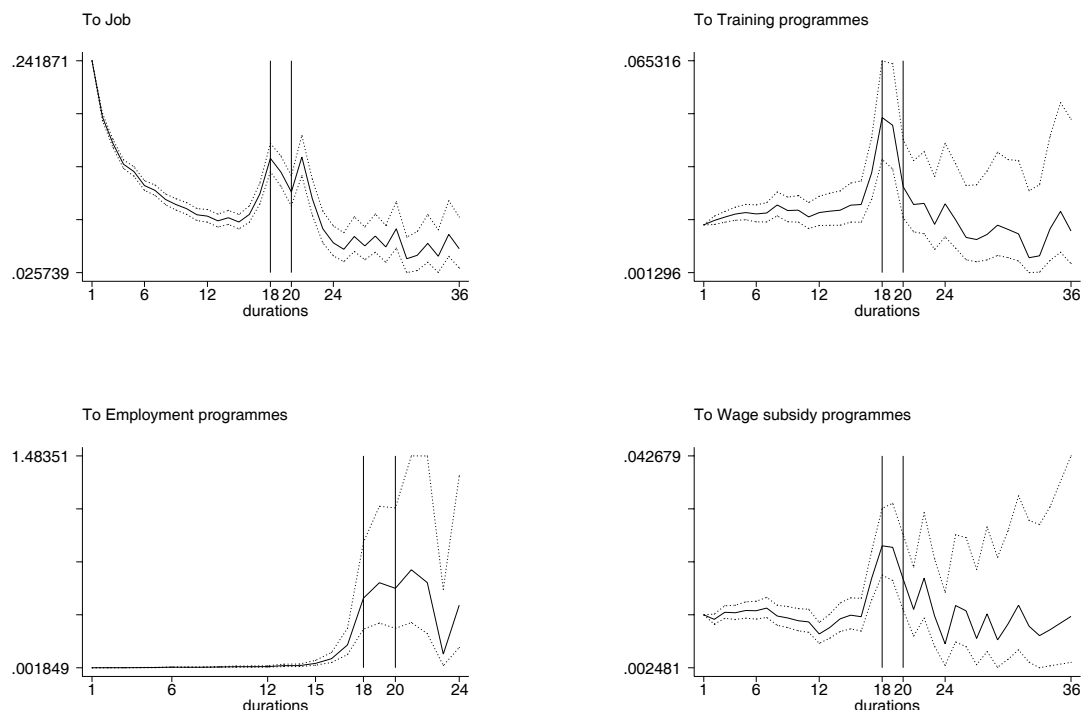 To Job
.241871
.025739
1 6 12 18 20 24 36
durations
To Training programmes
.065316
.001296
1 6 12 18 20 24 36
durations
To Employment programmes
1.48351
.001849
1 6 12 15 18 20 24
durations
To Wage subsidy programmes
.042679
.002481
1 6 12 18 20 24 36
durations